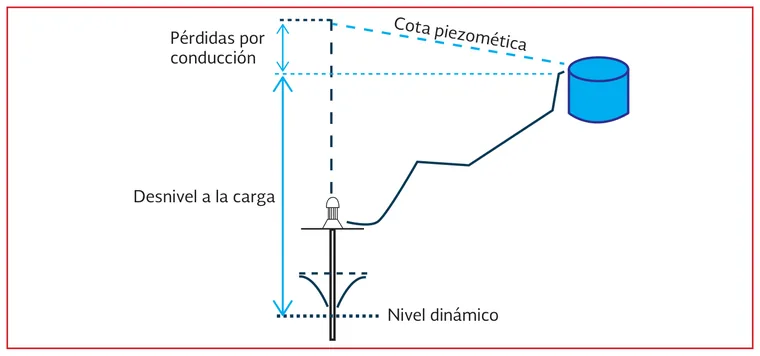 Pérdidas por
conducción
Cota piezomética
Desnivel a la carga
Nivel dinámico